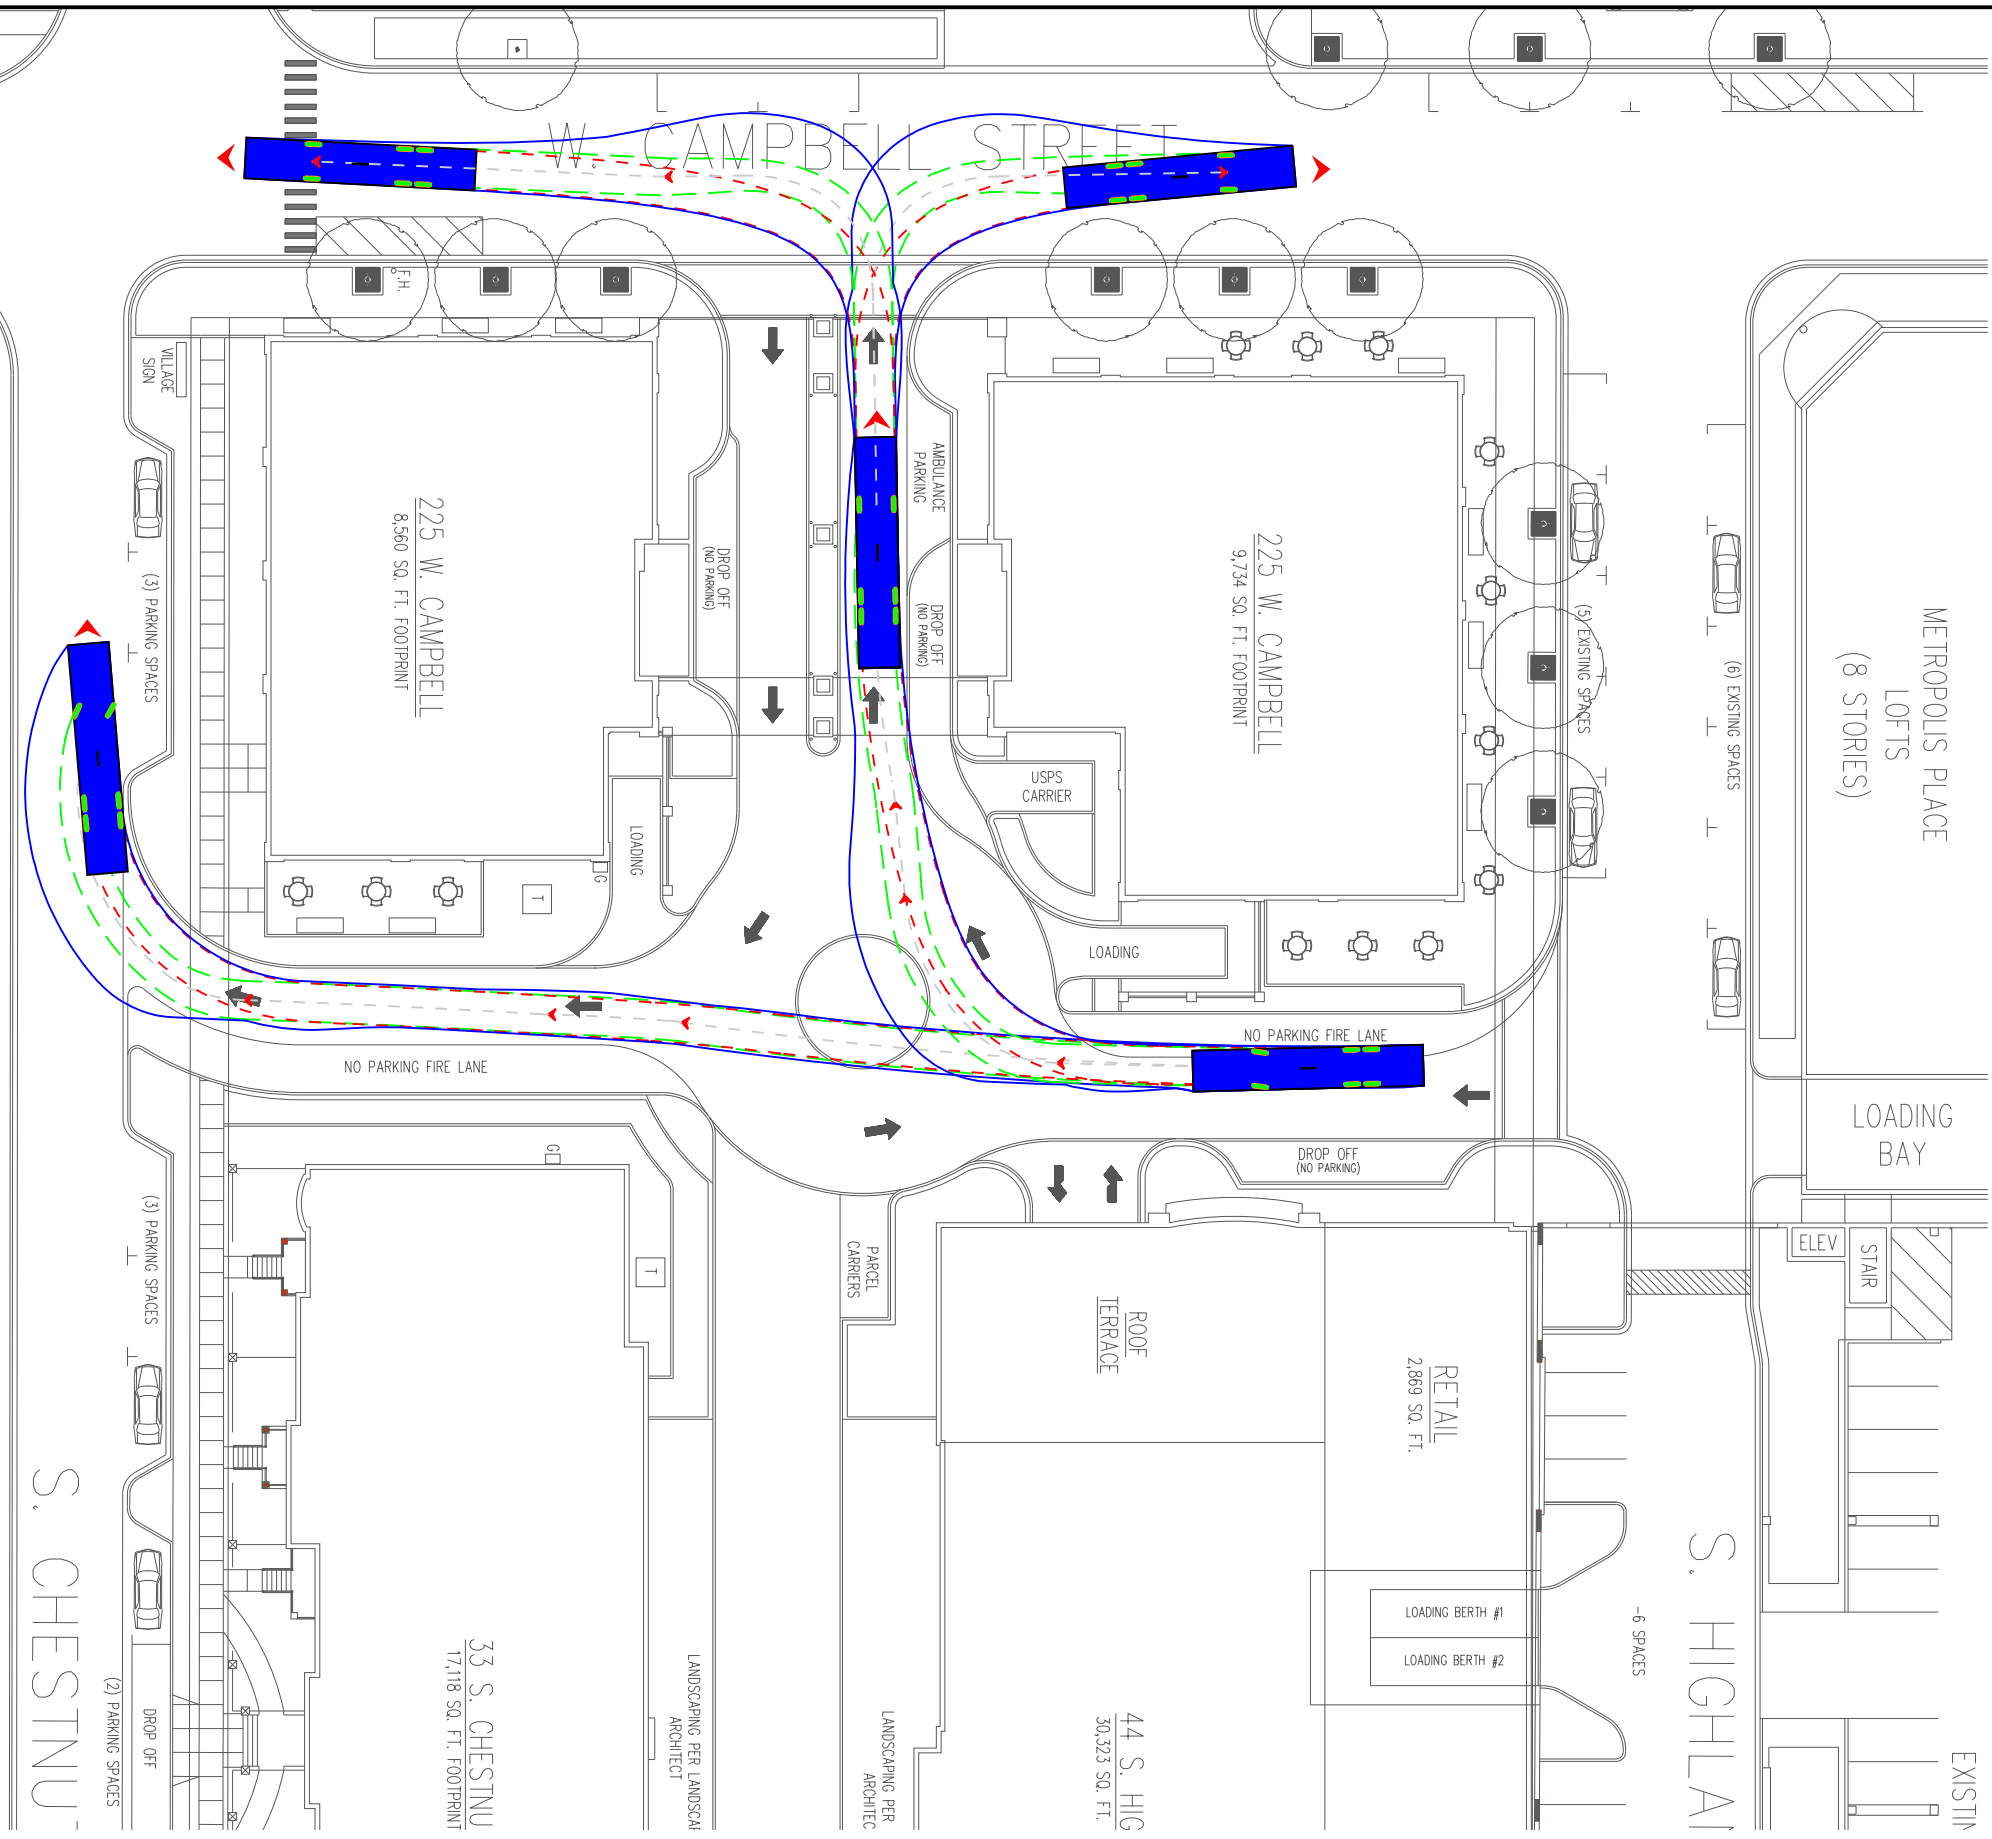 W. CAMPBELL STREET
F.H.
VILLAGE
SIGN
AMBULANCE
PARKING
225 W. CAMPBELL
8,560 SQ. FT. FOOTPRINT
DROP OFF
(NO PARKING)
DROP OFF
(NO PARKING)
225 W. CAMPBELL
9,734 SQ. FT. FOOTPRINT
(3) PARKING SPACES
(5) EXISTING SPACES
(6) EXISTING SPACES
METROPOLIS PLACE
LOFTS
(8 STORIES)
USPS
CARRIER
LOADING
G
T
LOADING
NO PARKING FIRE LANE
NO PARKING FIRE LANE
LOADING
BAY
DROP OFF
(NO PARKING)
G
T
(3) PARKING SPACES
PARCEL
CARRIERS
ELEV
STAIR
ROOF
TERRACE
RETAIL
2,869 SQ. FT.
S. CHESTNU
S. HIGHLAN
LOADING BERTH #1
LOADING BERTH #2
-6 SPACES
33 S. CHESTNU
17,118 SQ. FT. FOOTPRINT
LANDSCAPING PER LANDSCAP
ARCHITECT
LANDSCAPING PER
ARCHITEC
44 S. HIG
30,323 SQ. FT.
(2) PARKING SPACES
DROP OFF
EXISTIN